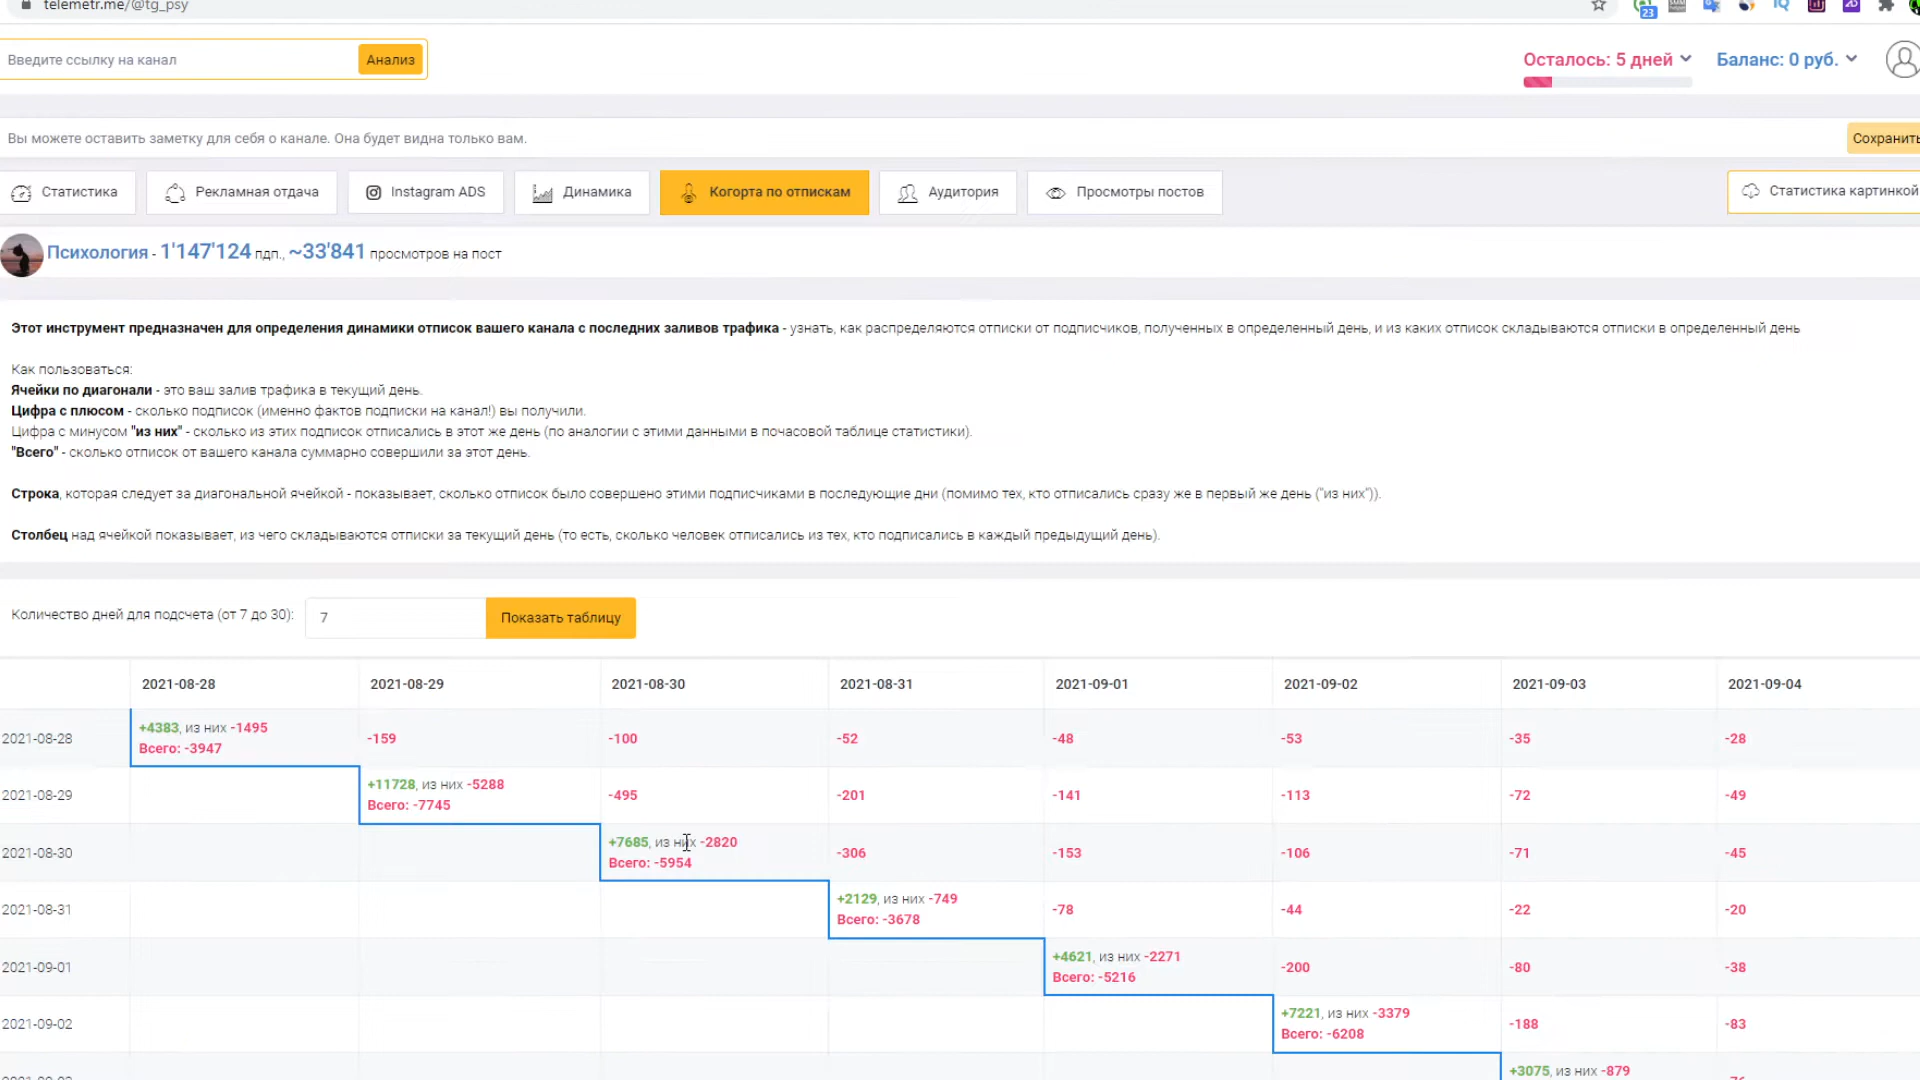 telemetr.me/@tg_psy
23
IQ
Введите ссылку на канал
Анализ
Осталось: 5 дней
Баланс: 0 руб.
Вы можете оставить заметку для себя о канале. Она будет видна только вам.
Сохранить
Статистика
Рекламная отдача
Instagram ADS
Динамика
Когорта по отпискам
Аудитория
Просмотры постов
Статистика картинкой
Психология - 1'147'124 пдп., ~33'841 просмотров на пост
Этот инструмент предназначен для определения динамики отписок вашего канала с последних заливов трафика - узнать, как распределяются отписки от подписчиков, полученных в определенный день, и из каких отписок складываются отписки в определенный день
Как пользоваться:
Ячейки по диагонали - это ваш залив трафика в текущий день.
Цифра с плюсом - сколько подписок (именно фактов подписки на канал!) вы получили.
Цифра с минусом "из них" - сколько из этих подписок отписались в этот же день (по аналогии с этими данными в почасовой таблице статистики).
"Всего" - сколько отписок от вашего канала суммарно совершили за этот день.
Строка, которая следует за диагональной ячейкой - показывает, сколько отписок было совершено этими подписчиками в последующие дни (помимо тех, кто отписались сразу же в первый же день ("из них")).
Столбец над ячейкой показывает, из чего складываются отписки за текущий день (то есть, сколько человек отписались из тех, кто подписались в каждый предыдущий день).
Количество дней для подсчета (от 7 до 30):
7
Показать таблицу
2021-08-28 2021-08-29 2021-08-30 2021-08-31 2021-09-01 2021-09-02 2021-09-03 2021-09-04
2021-08-28
+4383, из них -1495
Всего: -3947
-159 -100 -52 -48 -53 -35 -28
2021-08-29
+11728, из них -5288
Всего: -7745
-495 -201 -141 -113 -72 -49
2021-08-30
+7685, из них -2820
Всего: -5954
-306 -153 -106 -71 -45
2021-08-31
+2129, из них -749
Всего: -3678
-78 -44 -22 -20
2021-09-01
+4621, из них -2271
Всего: -5216
-200 -80 -38
2021-09-02
+7221, из них -3379
Всего: -6208
-188 -83
+3075, из них -879